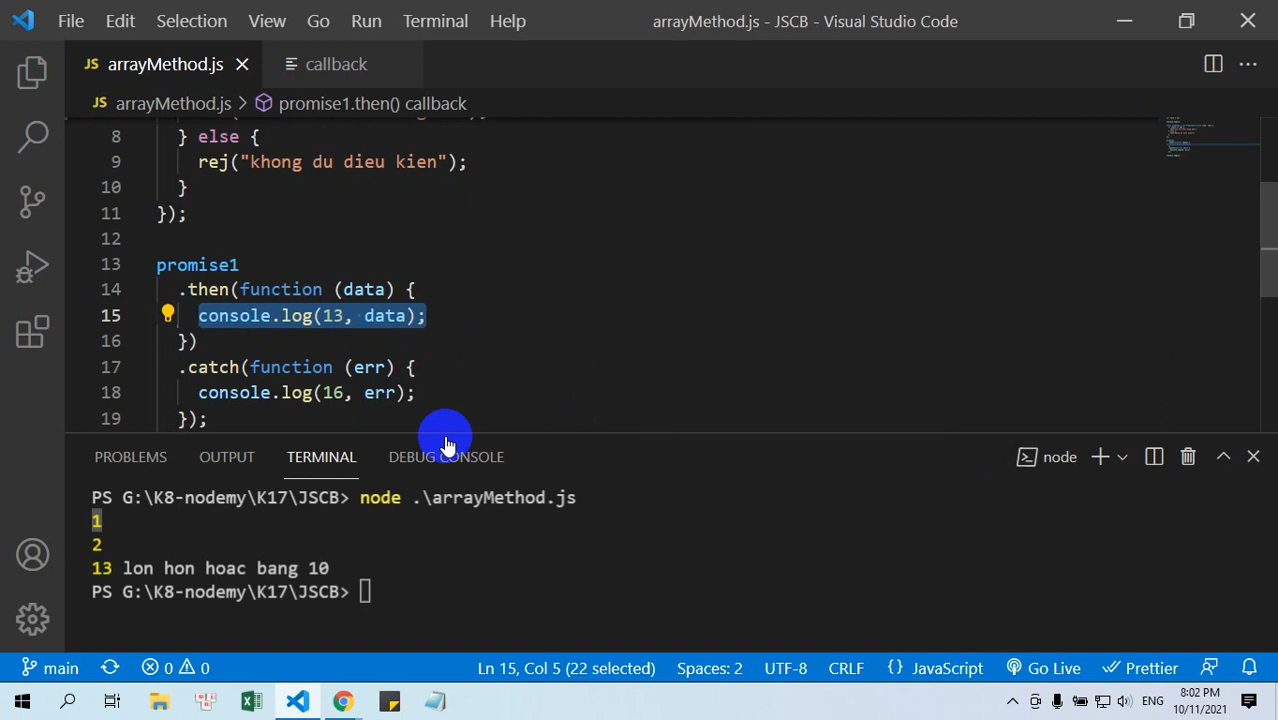 File Edit Selection View Go Run Terminal Help arrayMethod.js - JSCB - Visual Studio Code
JS arrayMethod.js callback
JS arrayMethod.js > promise1.then() callback
8 } else {
9 rej("khong du dieu kien");
10 }
11 });
12
13 promise1
14 .then(function (data) {
15 console.log(13, data);
16 })
17 .catch(function (err) {
18 console.log(16, err);
19 });
PROBLEMS OUTPUT TERMINAL DEBUG CONSOLE node
PS G:\K8-nodemy\K17\JSCB> node .\arrayMethod.js
1
2
13 lon hon hoac bang 10
PS G:\K8-nodemy\K17\JSCB>
main 0 0 Ln 15, Col 5 (22 selected) Spaces: 2 UTF-8 CRLF {} JavaScript Go Live Prettier
ENG 8:02 PM
10/11/2021